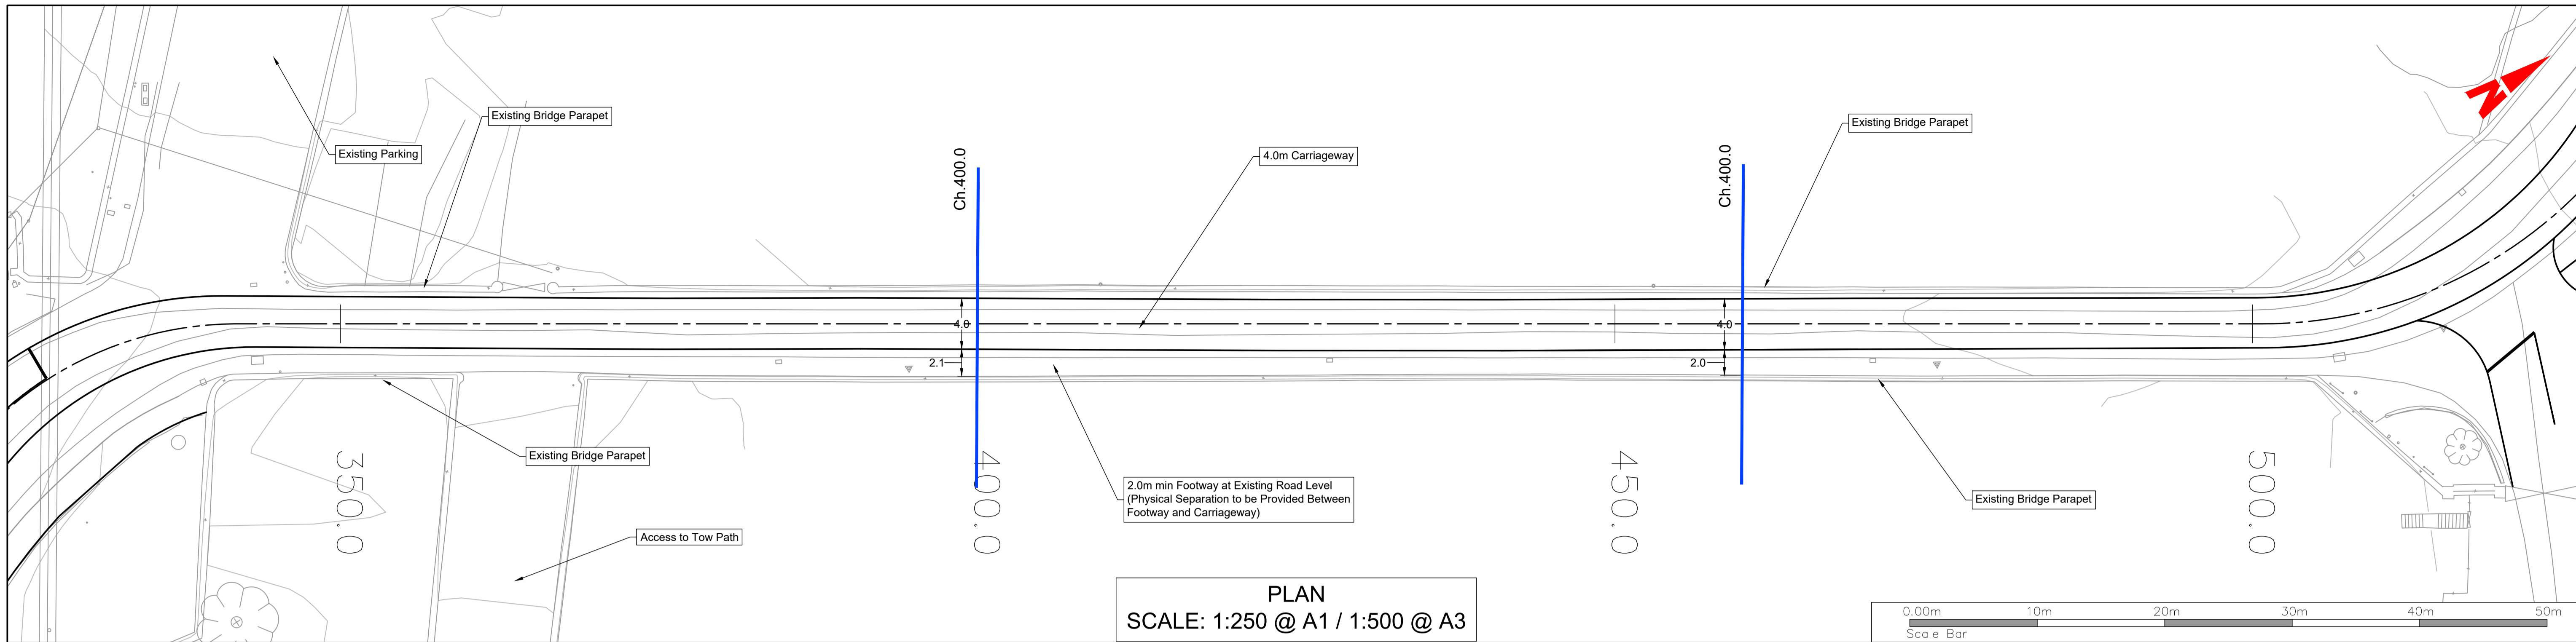 Existing Bridge Parapet
Existing Parking
Ch.400.0
4.0m Carriageway
Ch.400.0
Existing Bridge Parapet
N
4.0
4.0
2.1
2.0
Existing Bridge Parapet
350.0
400.0
450.0
500.0
2.0m min Footway at Existing Road Level
(Physical Separation to be Provided Between
Footway and Carriageway)
Existing Bridge Parapet
Access to Tow Path
PLAN
SCALE: 1:250 @ A1 / 1:500 @ A3
0.00m 10m 20m 30m 40m 50m
Scale Bar